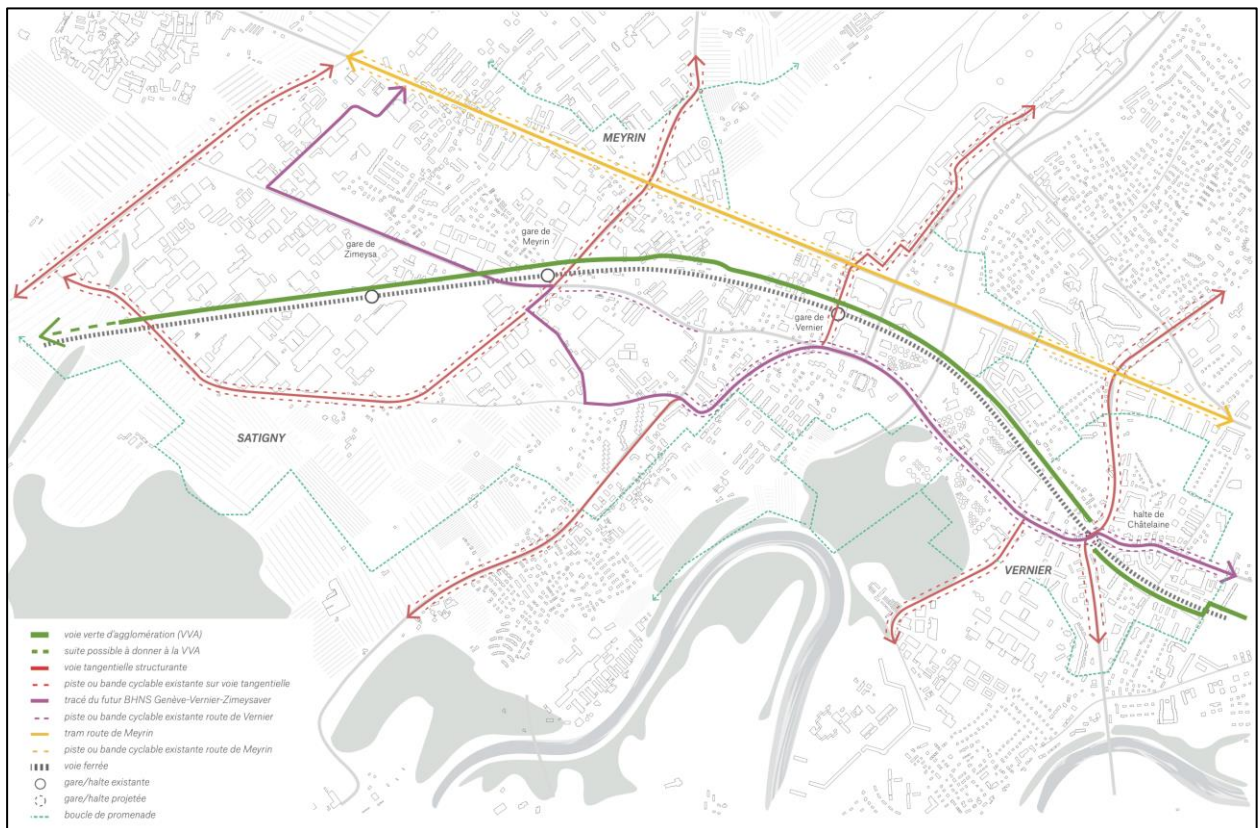 MEYRIN
gare de
Zimeysa
gare de
Meyrin
gare de
Vernier
SATIGNY
halte de
Châtelaine
VERNIER
voie verte d'agglomération (VVA)
suite possible à donner à la VVA
voie tangentielle structurante
piste ou bande cyclable existante sur voie tangentielle
tracé du futur BHNS Genève-Vernier-Zimeysaver
piste ou bande cyclable existante route de Vernier
tram route de Meyrin
piste ou bande cyclable existante route de Meyrin
voie ferrée
gare/halte existante
gare/halte projetée
boucle de promenade